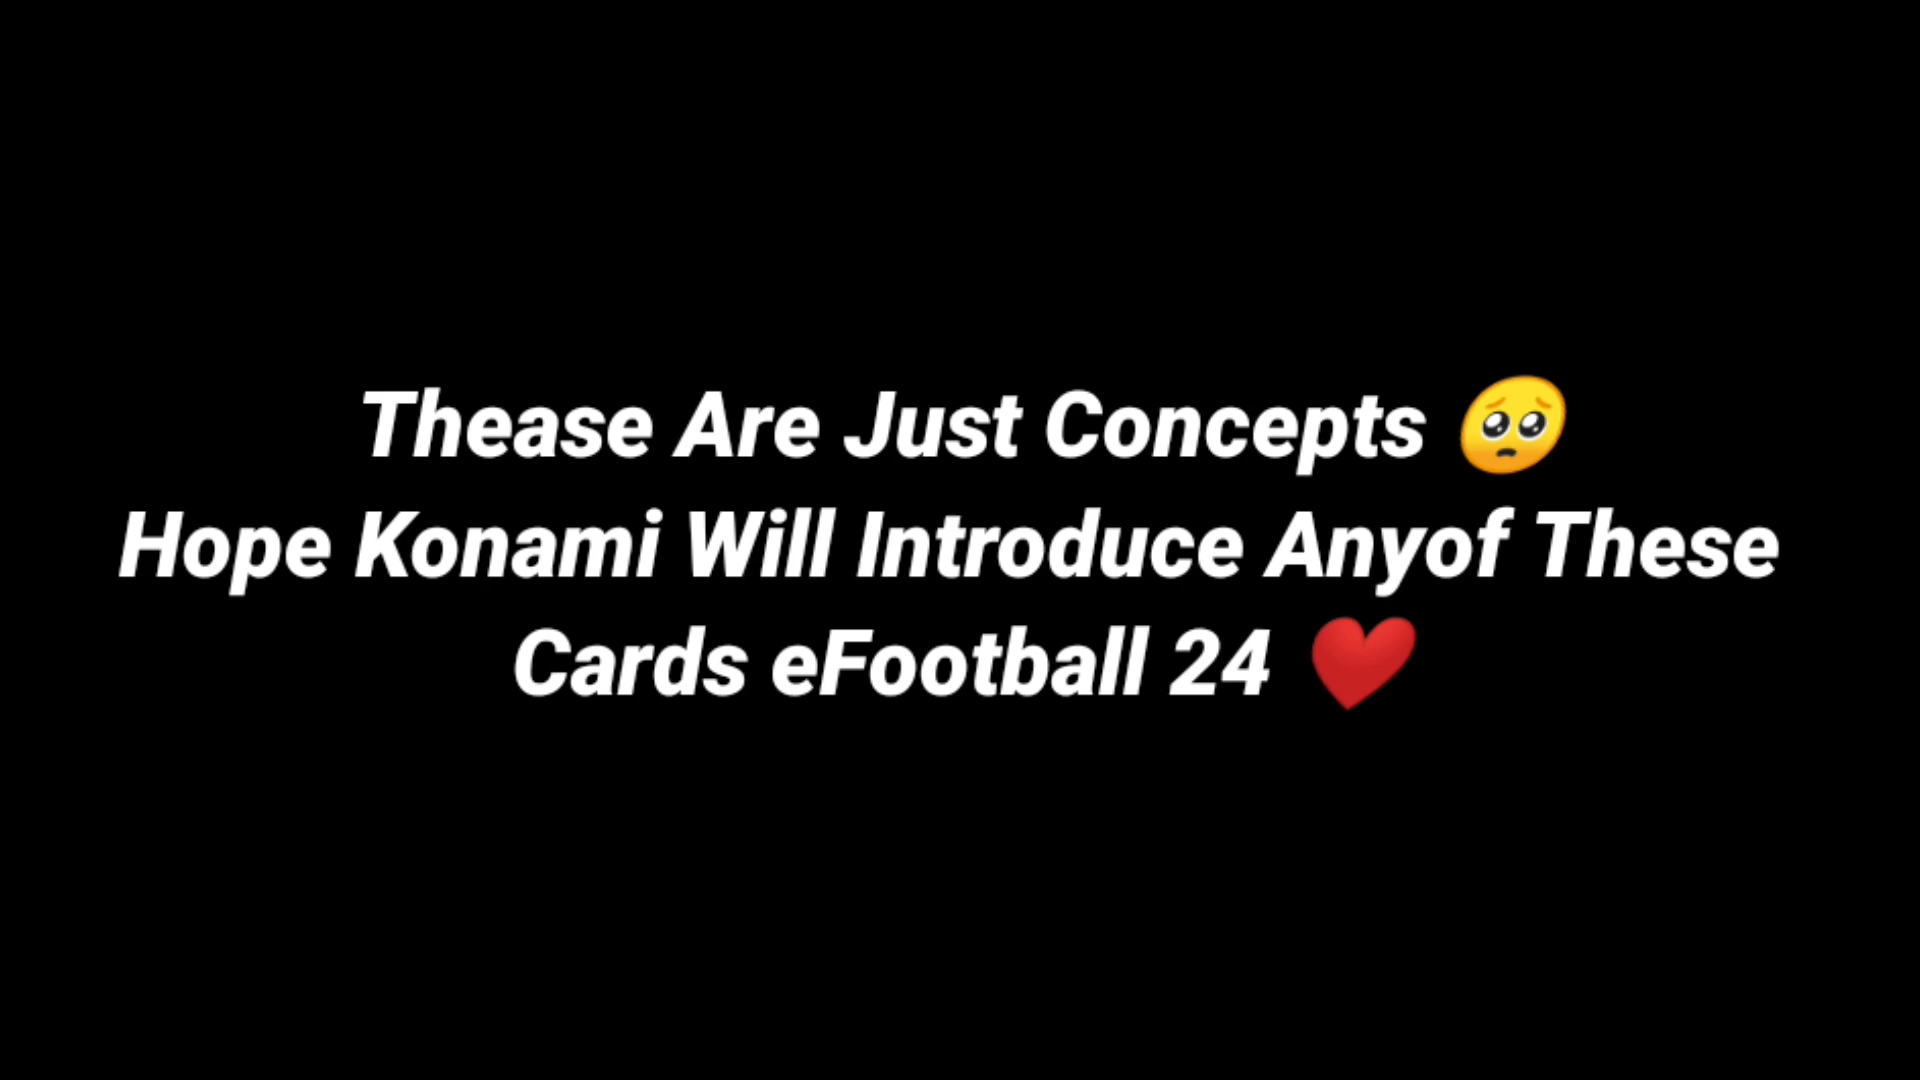 Thease Are Just Concepts 🥺
Hope Konami Will Introduce Anyof These
Cards eFootball 24 ❤️